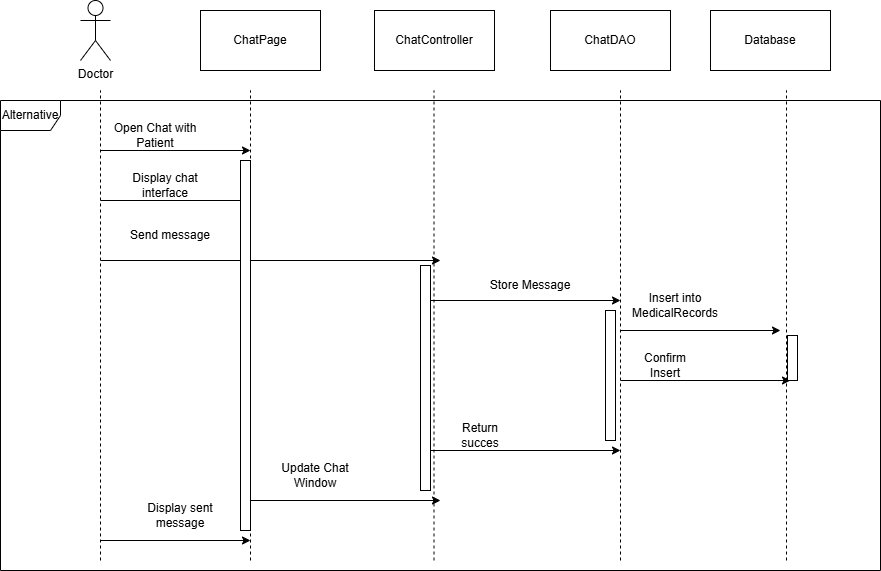 Doctor
ChatPage
ChatController
ChatDAO
Database
Alternative
Open Chat with
Patient
Display chat
interface
Send message
Store Message
Insert into
MedicalRecords
Confirm
Insert
Return
succes
Update Chat
Window
Display sent
message